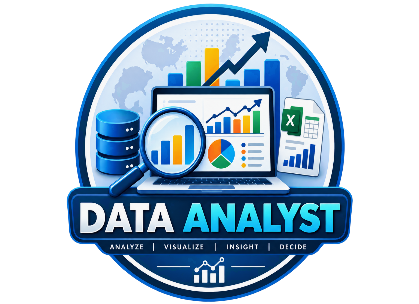 X
DATA ANALYST
ANALYZE | VISUALIZE | INSIGHT | DECIDE